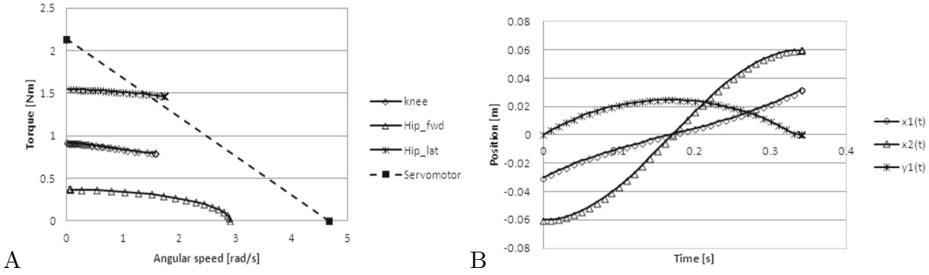 2.5
2
1.5
1
0.5
0
0 1 2 3 4 5
Torque [Nm]
Angular speed [rad/s]
knee
Hip_fwd
Hip_lat
Servomotor
A
0.08
0.06
0.04
0.02
0
-0.02
-0.04
-0.06
-0.08
0 0.1 0.2 0.3 0.4
Position [m]
Time [s]
x1(t)
x2(t)
y1(t)
B